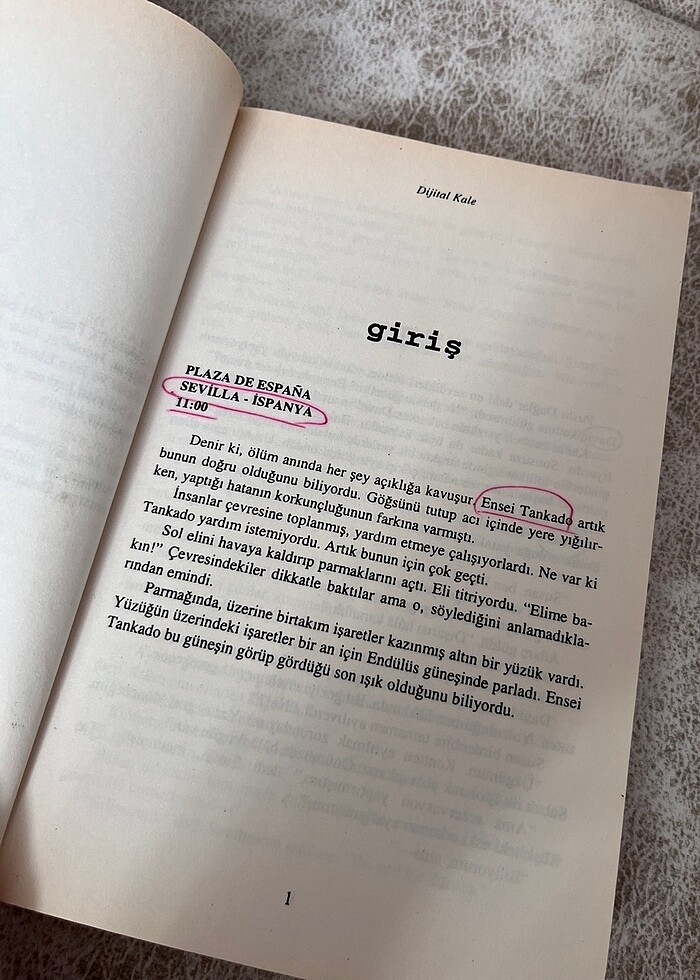 Dijital Kale
giriş
PLAZA DE ESPAÑA
SEVİLLA - İSPANYA
11:00
Denir ki, ölüm anında her şey açıklığa kavuşur. Ensei Tankado artık
bunun doğru olduğunu biliyordu. Göğsünü tutup acı içinde yere yığılır-
ken, yaptığı hatanın korkunçluğunun farkına varmıştı.
İnsanlar çevresine toplanmış, yardım etmeye çalışıyorlardı. Ne var ki
Tankado yardım istemiyordu. Artık bunun için çok geçti.
Sol elini havaya kaldırıp parmaklarını açtı. Eli titriyordu. “Elime ba-
kın!” Çevresindekiler dikkatle baktılar ama o, söylediğini anlamadıkla-
rından emindi.
Parmağında, üzerine birtakım işaretler kazınmış altın bir yüzük vardı.
Yüzüğün üzerindeki işaretler bir an için Endülüs güneşinde parladı. Ensei
Tankado bu güneşin görüp gördüğü son ışık olduğunu biliyordu.
1